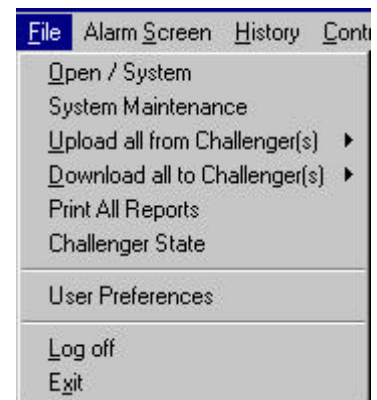 File Alarm Screen History Cont
Open / System
System Maintenance
Upload all from Challenger(s)
Download all to Challenger(s)
Print All Reports
Challenger State
User Preferences
Log off
Exit